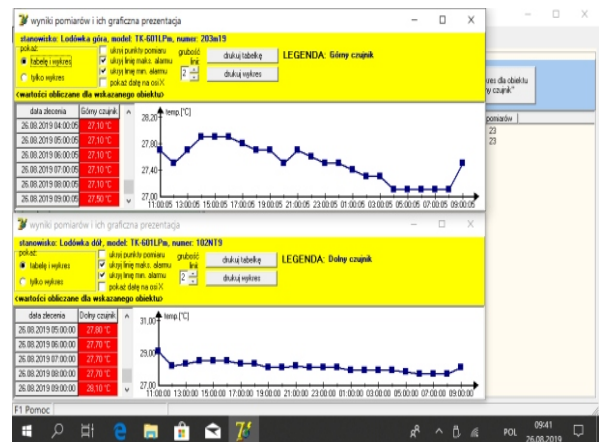 wyniki pomiarów i ich graficzna prezentacja
stanowisko: Lodówka góra, model: TK-601LPm, numer: 203m19
pokaż:
tabelę i wykres
tylko wykres
ukryj punkty pomiaru
ukryj linię maks. alarmu
ukryj linię min. alarmu
pokaż datę na osi X
grubość
linii
2
drukuj tabelkę
drukuj wykres
LEGENDA: Górny czujnik
<wartości obliczane dla wskazanego obiektu>
data zlecenia Górny czujnik
26.08.2019 04:00:05 27,10 °C
26.08.2019 05:00:05 27,10 °C
26.08.2019 06:00:05 27,10 °C
26.08.2019 07:00:05 27,10 °C
26.08.2019 08:00:05 27,10 °C
26.08.2019 09:00:05 27,50 °C
temp.[°C]
28,20
27,80
27,40
27,00
11:00:05 13:00:05 15:00:05 17:00:05 19:00:05 21:00:05 23:00:05 01:00:05 03:00:05 05:00:05 07:00:05 09:00:05
kres dla obiektu
y czujnik"
pomiarów
23
23
wyniki pomiarów i ich graficzna prezentacja
stanowisko: Lodówka dół, model: TK-601LPm, numer: 102NT9
pokaż:
tabelę i wykres
tylko wykres
ukryj punkty pomiaru
ukryj linię maks. alarmu
ukryj linię min. alarmu
pokaż datę na osi X
grubość
linii
2
drukuj tabelkę
drukuj wykres
LEGENDA: Dolny czujnik
<wartości obliczane dla wskazanego obiektu>
data zlecenia Dolny czujnik
26.08.2019 05:00:00 27,80 °C
26.08.2019 06:00:00 27,70 °C
26.08.2019 07:00:00 27,70 °C
26.08.2019 08:00:00 27,70 °C
26.08.2019 09:00:00 28,10 °C
temp.[°C]
31,00
29,00
27,00
11:00:00 13:00:00 15:00:00 17:00:00 19:00:00 21:00:00 23:00:00 01:00:00 03:00:00 05:00:00 07:00:00 09:00:00
F1 Pomoc
POL
09:41
26.08.2019